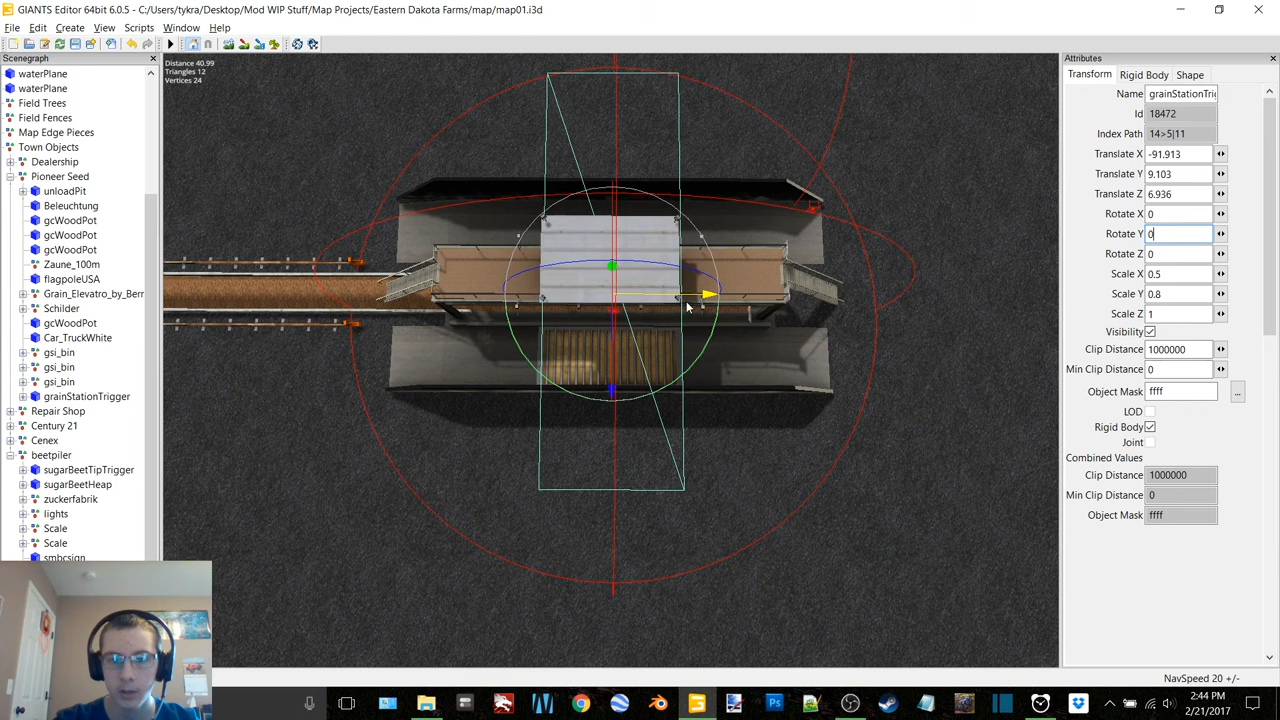 GIANTS Editor 64bit 6.0.5 - C:/Users/tykra/Desktop/Mod WIP Stuff/Map Projects/Eastern Dakota Farms/map/map01.i3d
File Edit Create View Scripts Window Help
Scenegraph
waterPlane
waterPlane
Field Trees
Field Fences
Map Edge Pieces
Town Objects
Dealership
Pioneer Seed
unloadPit
Beleuchtung
gcWoodPot
gcWoodPot
gcWoodPot
Zaune_100m
flagpoleUSA
Grain_Elevatro_by_Berr
Schilder
gcWoodPot
Car_TruckWhite
gsi_bin
gsi_bin
gsi_bin
grainStationTrigger
Repair Shop
Century 21
Cenex
beetpiler
sugarBeetTipTrigger
sugarBeetHeap
zuckerfabrik
lights
Scale
Scale
smbcsign
Distance 40.99
Triangles 12
Vertices 24
Attributes
Transform Rigid Body Shape
Name grainStationTrig
Id 18472
Index Path 14>5|11
Translate X -91.913
Translate Y 9.103
Translate Z 6.936
Rotate X 0
Rotate Y 0
Rotate Z 0
Scale X 0.5
Scale Y 0.8
Scale Z 1
Visibility
Clip Distance 1000000
Min Clip Distance 0
Object Mask ffff ...
LOD
Rigid Body
Joint
Combined Values
Clip Distance 1000000
Min Clip Distance 0
Object Mask ffff
NavSpeed 20 +/-
2:44 PM
2/21/2017